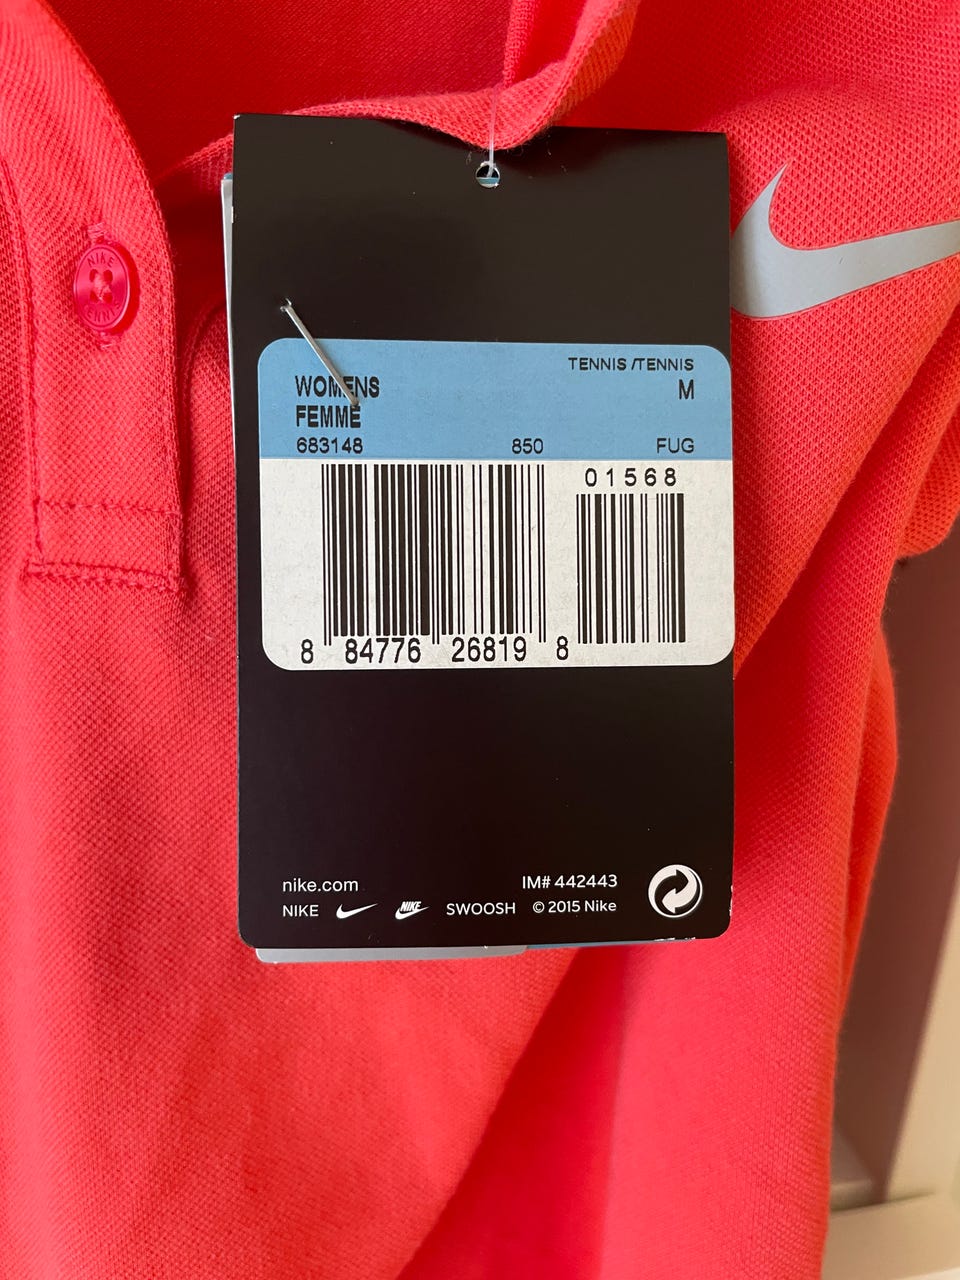 NIKE
TENNIS /TENNIS
WOMENS M
FEMME
683148 850 FUG
01568
8 84776 26819 8
nike.com IM# 442443
NIKE NIKE SWOOSH © 2015 Nike